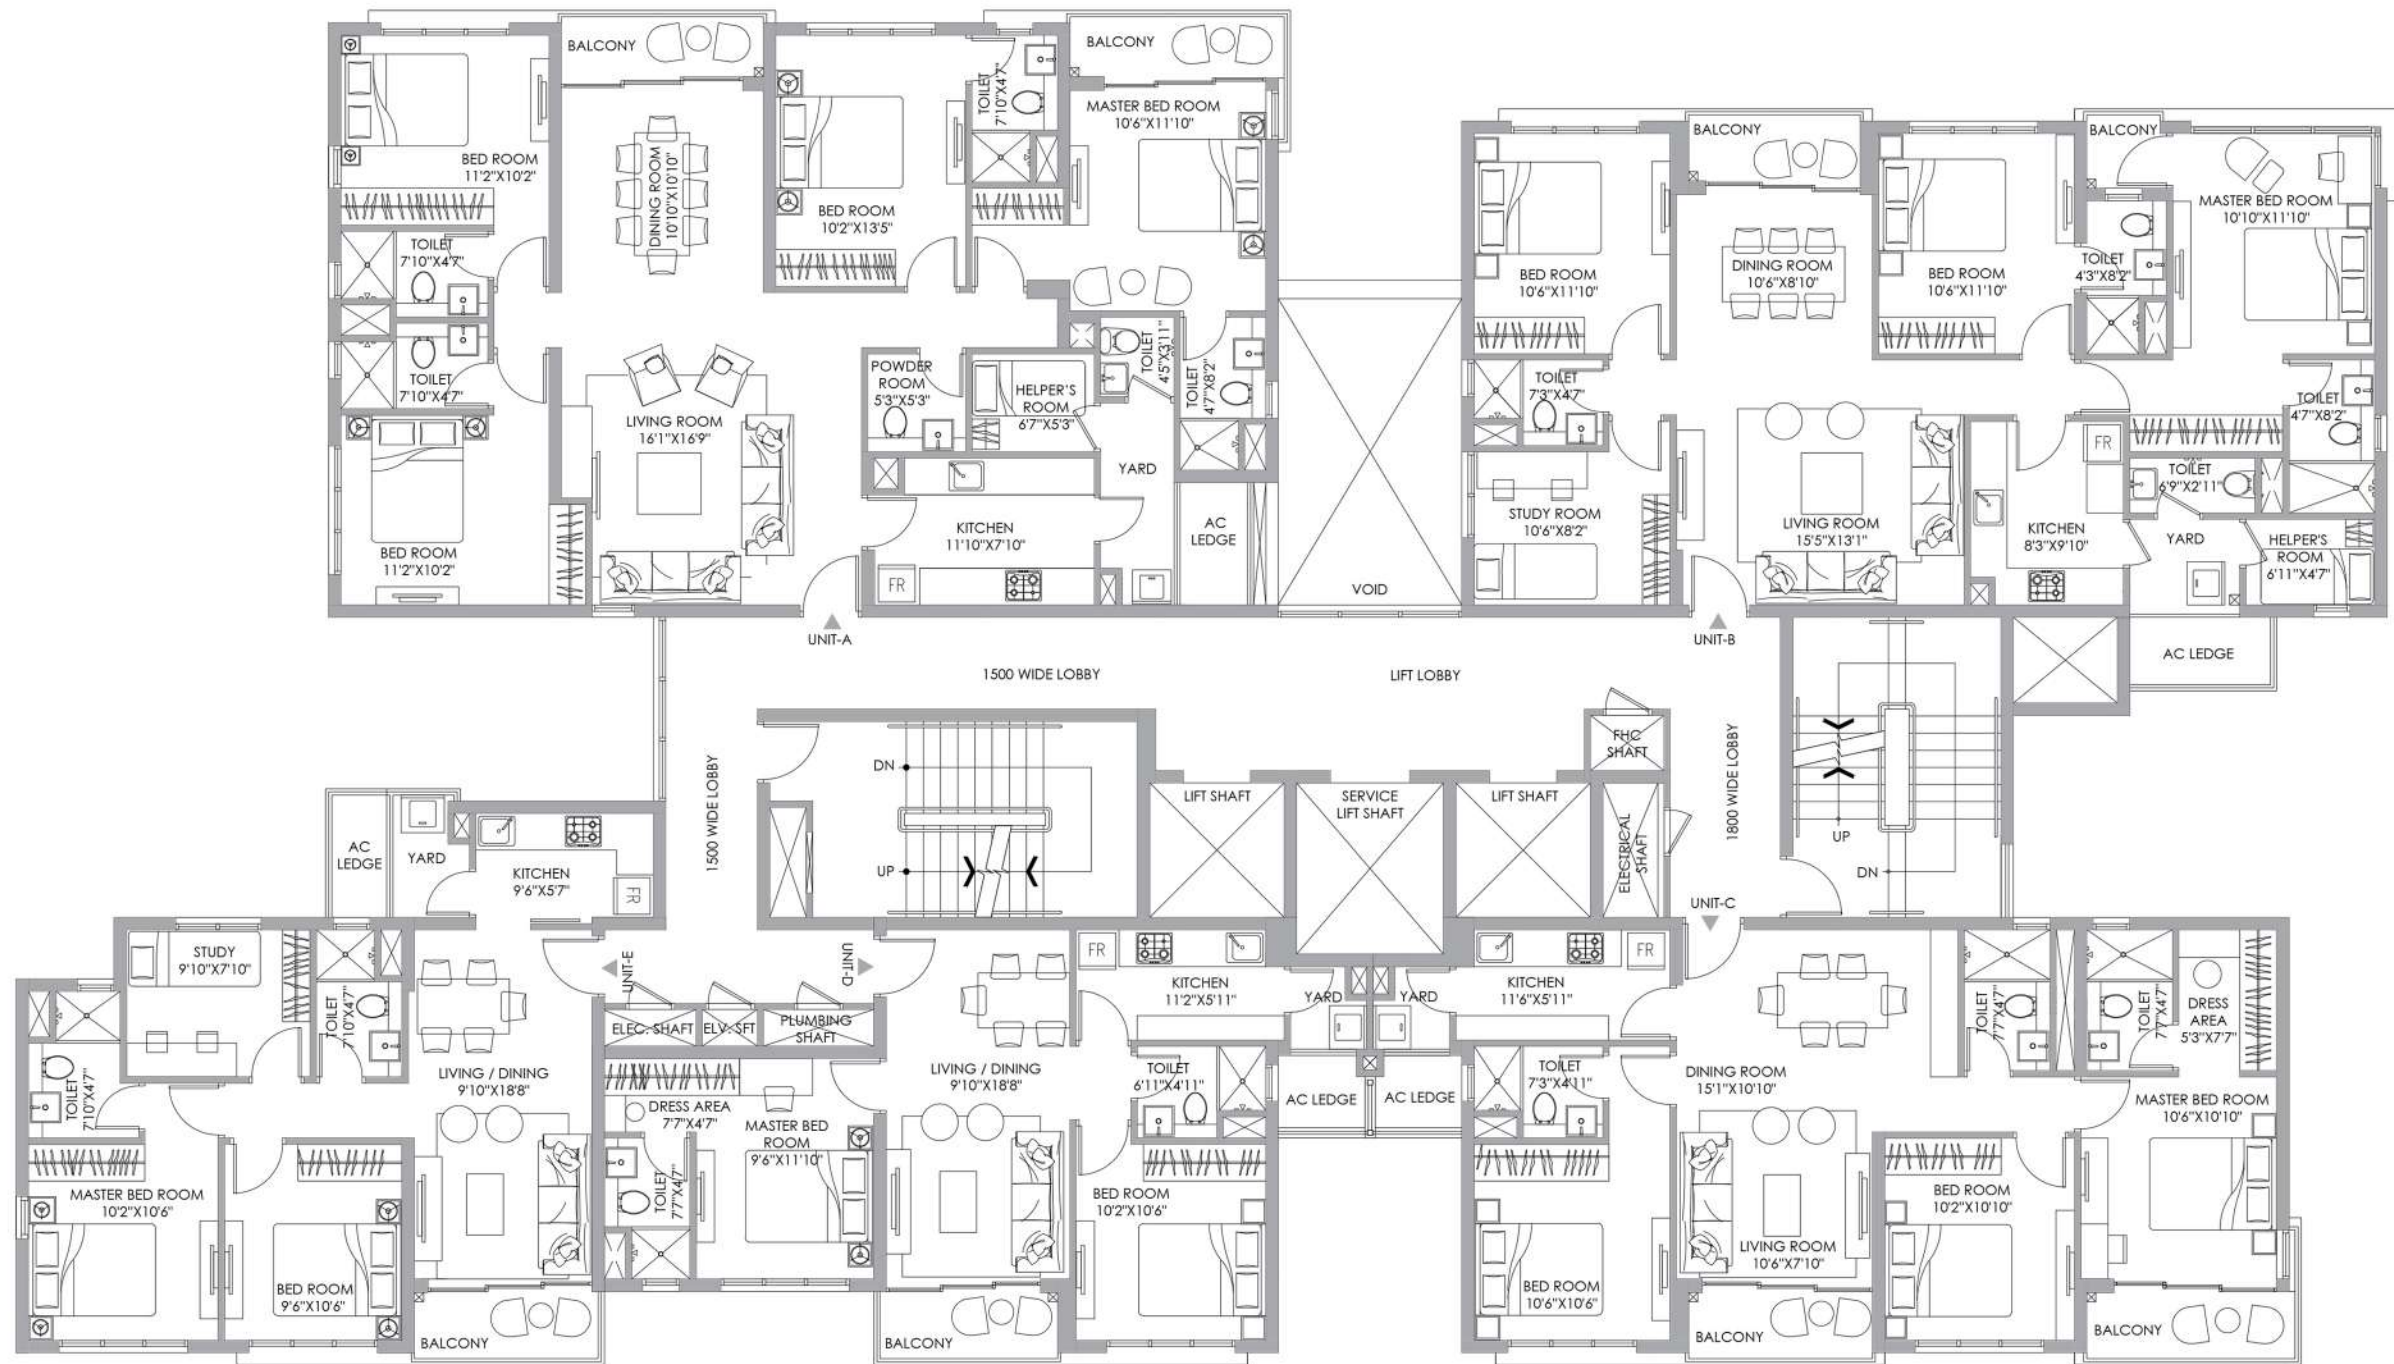 BALCONY
BED ROOM
11'2"X10'2"
DINING ROOM
10'10"X10'10"
BED ROOM
10'2"X13'5"
TOILET
7'10"X4'7"
BALCONY
MASTER BED ROOM
10'6"X11'10"
TOILET
7'10"X4'7"
TOILET
7'10"X4'7"
BED ROOM
11'2"X10'2"
LIVING ROOM
16'1"X16'9"
POWDER
ROOM
5'3"X5'3"
HELPER'S
ROOM
6'7"X5'3"
TOILET
4'5"X3'11"
TOILET
4'7"X8'2"
YARD
KITCHEN
11'10"X7'10"
FR
AC
LEDGE
UNIT-A
VOID
BALCONY
BED ROOM
10'6"X11'10"
DINING ROOM
10'6"X8'10"
BED ROOM
10'6"X11'10"
BALCONY
MASTER BED ROOM
10'10"X11'10"
TOILET
4'3"X8'2"
TOILET
7'3"X4'7"
STUDY ROOM
10'6"X8'2"
LIVING ROOM
15'5"X13'1"
FR
KITCHEN
8'3"X9'10"
TOILET
4'7"X8'2"
TOILET
6'9"X2'11"
YARD
HELPER'S
ROOM
6'11"X4'7"
UNIT-B
AC LEDGE
1500 WIDE LOBBY
LIFT LOBBY
1500 WIDE LOBBY
DN
UP
LIFT SHAFT
SERVICE
LIFT SHAFT
LIFT SHAFT
FHC
SHAFT
ELECTRICAL
SHAFT
1800 WIDE LOBBY
UP
DN
UNIT-C
AC
LEDGE
YARD
KITCHEN
9'6"X5'7"
FR
STUDY
9'10"X7'10"
TOILET
7'10"X4'7"
TOILET
7'10"X4'7"
LIVING / DINING
9'10"X18'8"
MASTER BED ROOM
10'2"X10'6"
BED ROOM
9'6"X10'6"
BALCONY
UNIT-E
UNIT-D
ELEC. SHAFT
ELV. SFT
PLUMBING
SHAFT
DRESS AREA
7'7"X4'7"
MASTER BED
ROOM
9'6"X11'10"
TOILET
7'7"X4'7"
LIVING / DINING
9'10"X18'8"
FR
KITCHEN
11'2"X5'11"
YARD
TOILET
6'11"X4'11"
BED ROOM
10'2"X10'6"
BALCONY
AC LEDGE
AC LEDGE
YARD
KITCHEN
11'6"X5'11"
FR
TOILET
7'3"X4'11"
BED ROOM
10'6"X10'6"
DINING ROOM
15'1"X10'10"
LIVING ROOM
10'6"X7'10"
BALCONY
TOILET
7'7"X4'7"
TOILET
7'7"X4'7"
DRESS
AREA
5'3"X7'7"
MASTER BED ROOM
10'6"X10'10"
BED ROOM
10'2"X10'10"
BALCONY